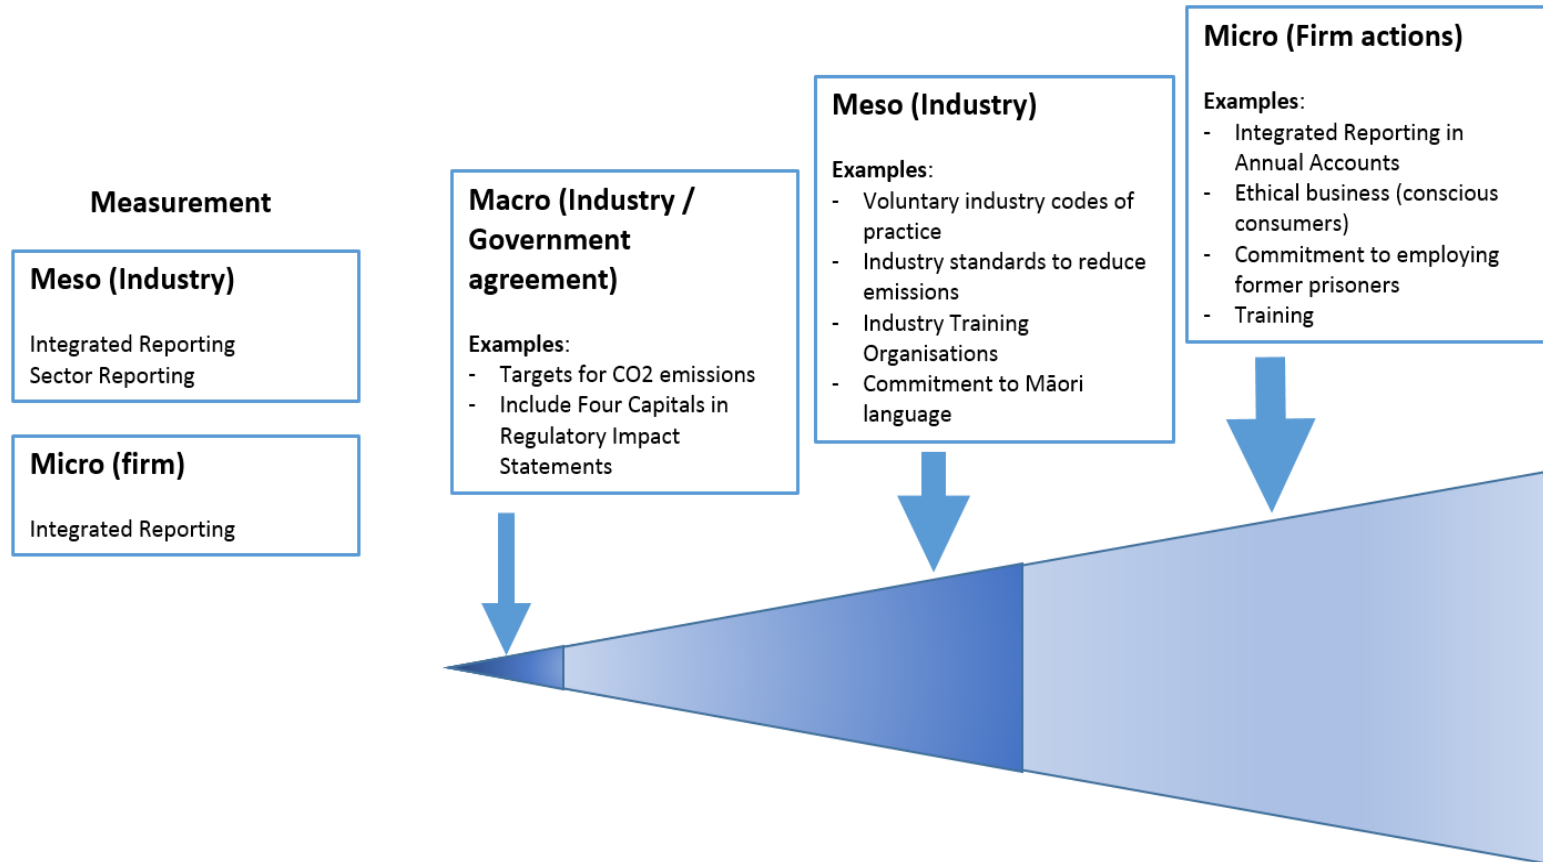 Measurement
Meso (Industry)
Integrated Reporting
Sector Reporting
Micro (firm)
Integrated Reporting
Macro (Industry /
Government
agreement)
Examples:
- Targets for CO2 emissions
- Include Four Capitals in
Regulatory Impact
Statements
Meso (Industry)
Examples:
- Voluntary industry codes of
practice
- Industry standards to reduce
emissions
- Industry Training
Organisations
- Commitment to Māori
language
Micro (Firm actions)
Examples:
- Integrated Reporting in
Annual Accounts
- Ethical business (conscious
consumers)
- Commitment to employing
former prisoners
- Training